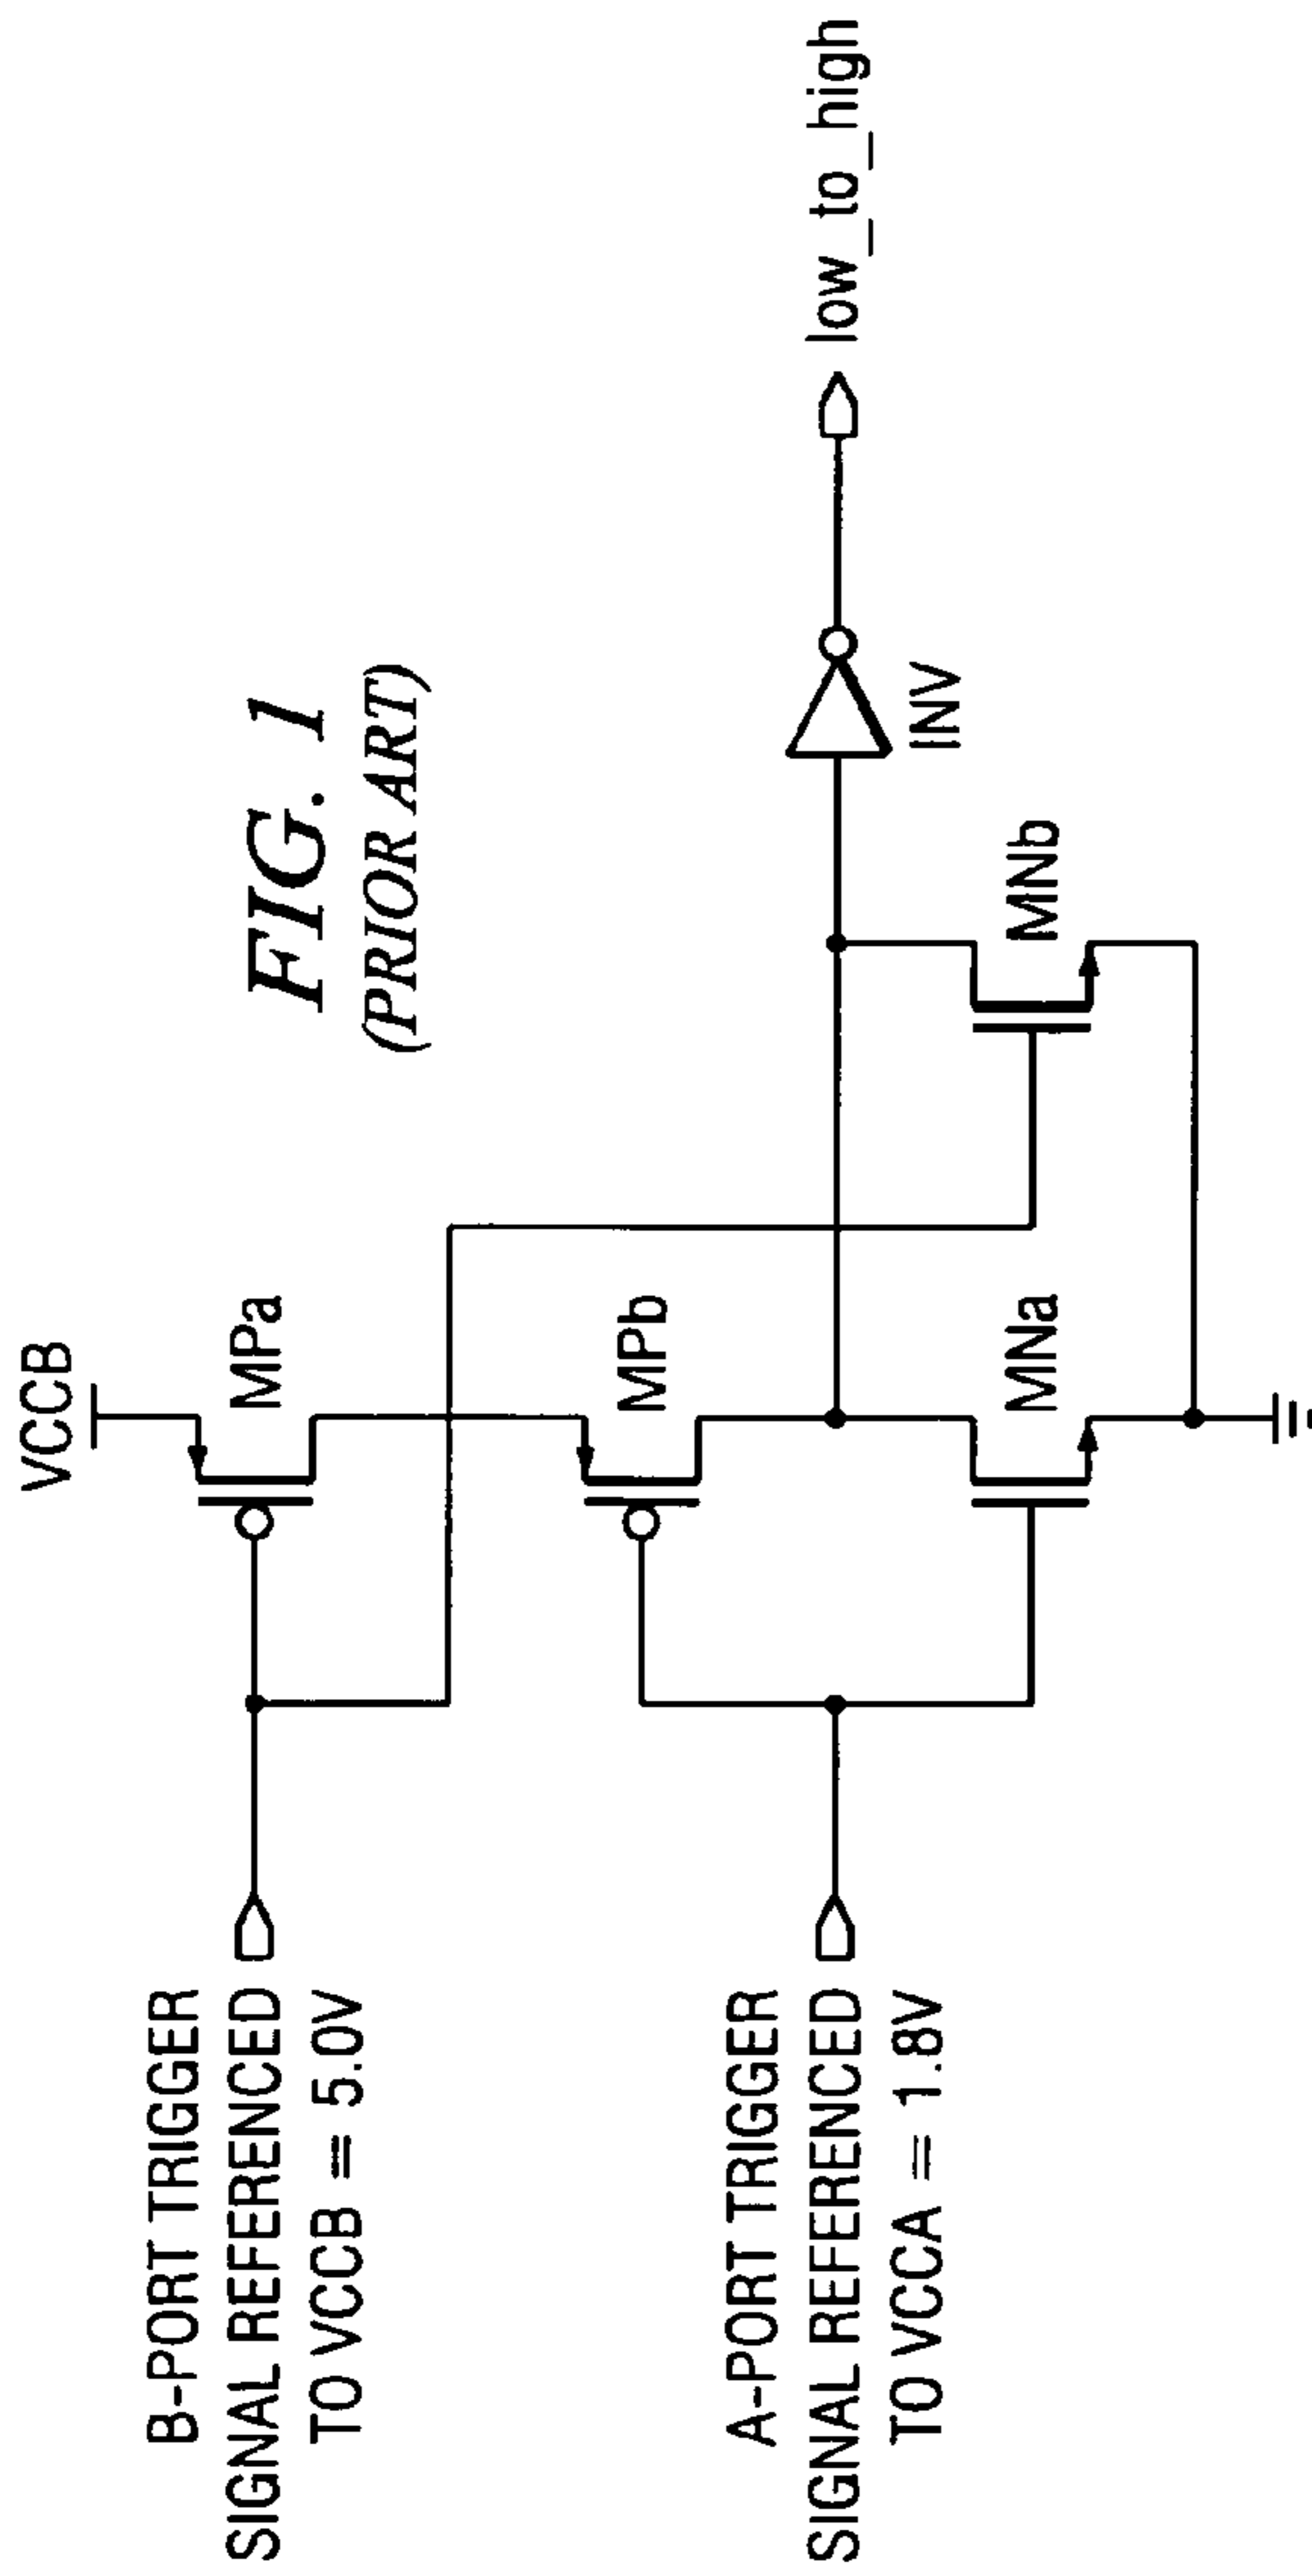 FIG. 1
(PRIOR ART)
VCCB
B-PORT TRIGGER
SIGNAL REFERENCED
TO VCCB = 5.0V
MPa
MPb
A-PORT TRIGGER
SIGNAL REFERENCED
TO VCCA = 1.8V
MNa
MNb
INV
low_to_high